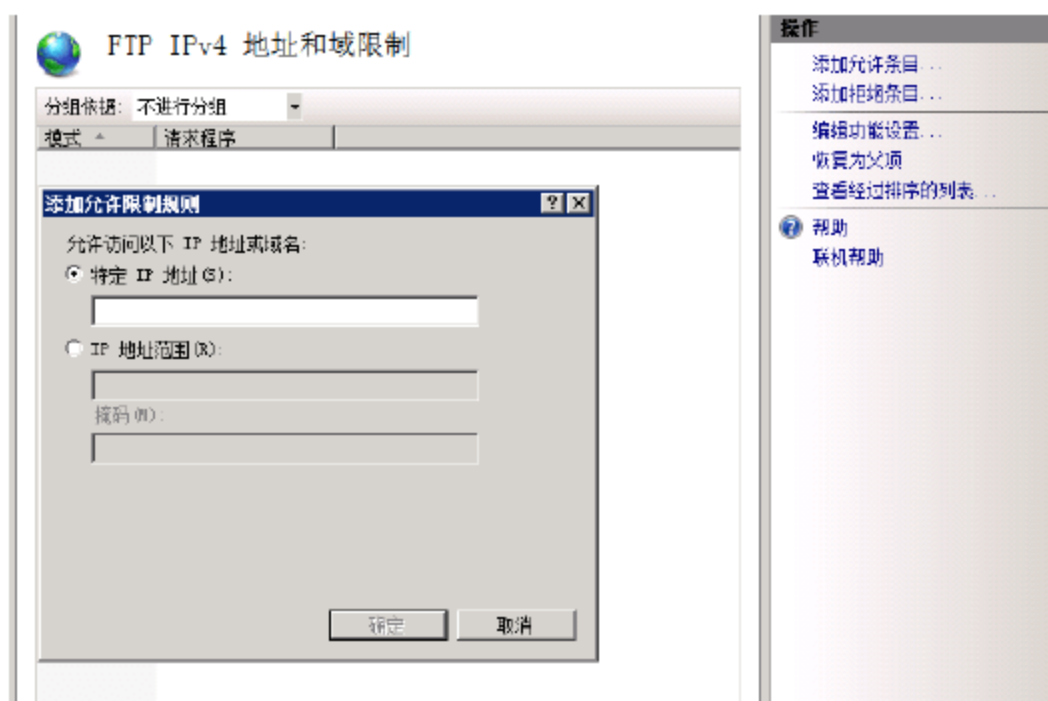 FTP IPv4 地址和域限制
分组依据: 不进行分组
模式 请求程序
添加允许限制规则
允许访问以下 IP 地址或域名:
特定 IP 地址(S):
IP 地址范围(R):
掩码(M):
确定 取消
操作
添加允许条目...
添加拒绝条目...
编辑功能设置...
恢复为父项
查看经过排序的列表...
帮助
联机帮助